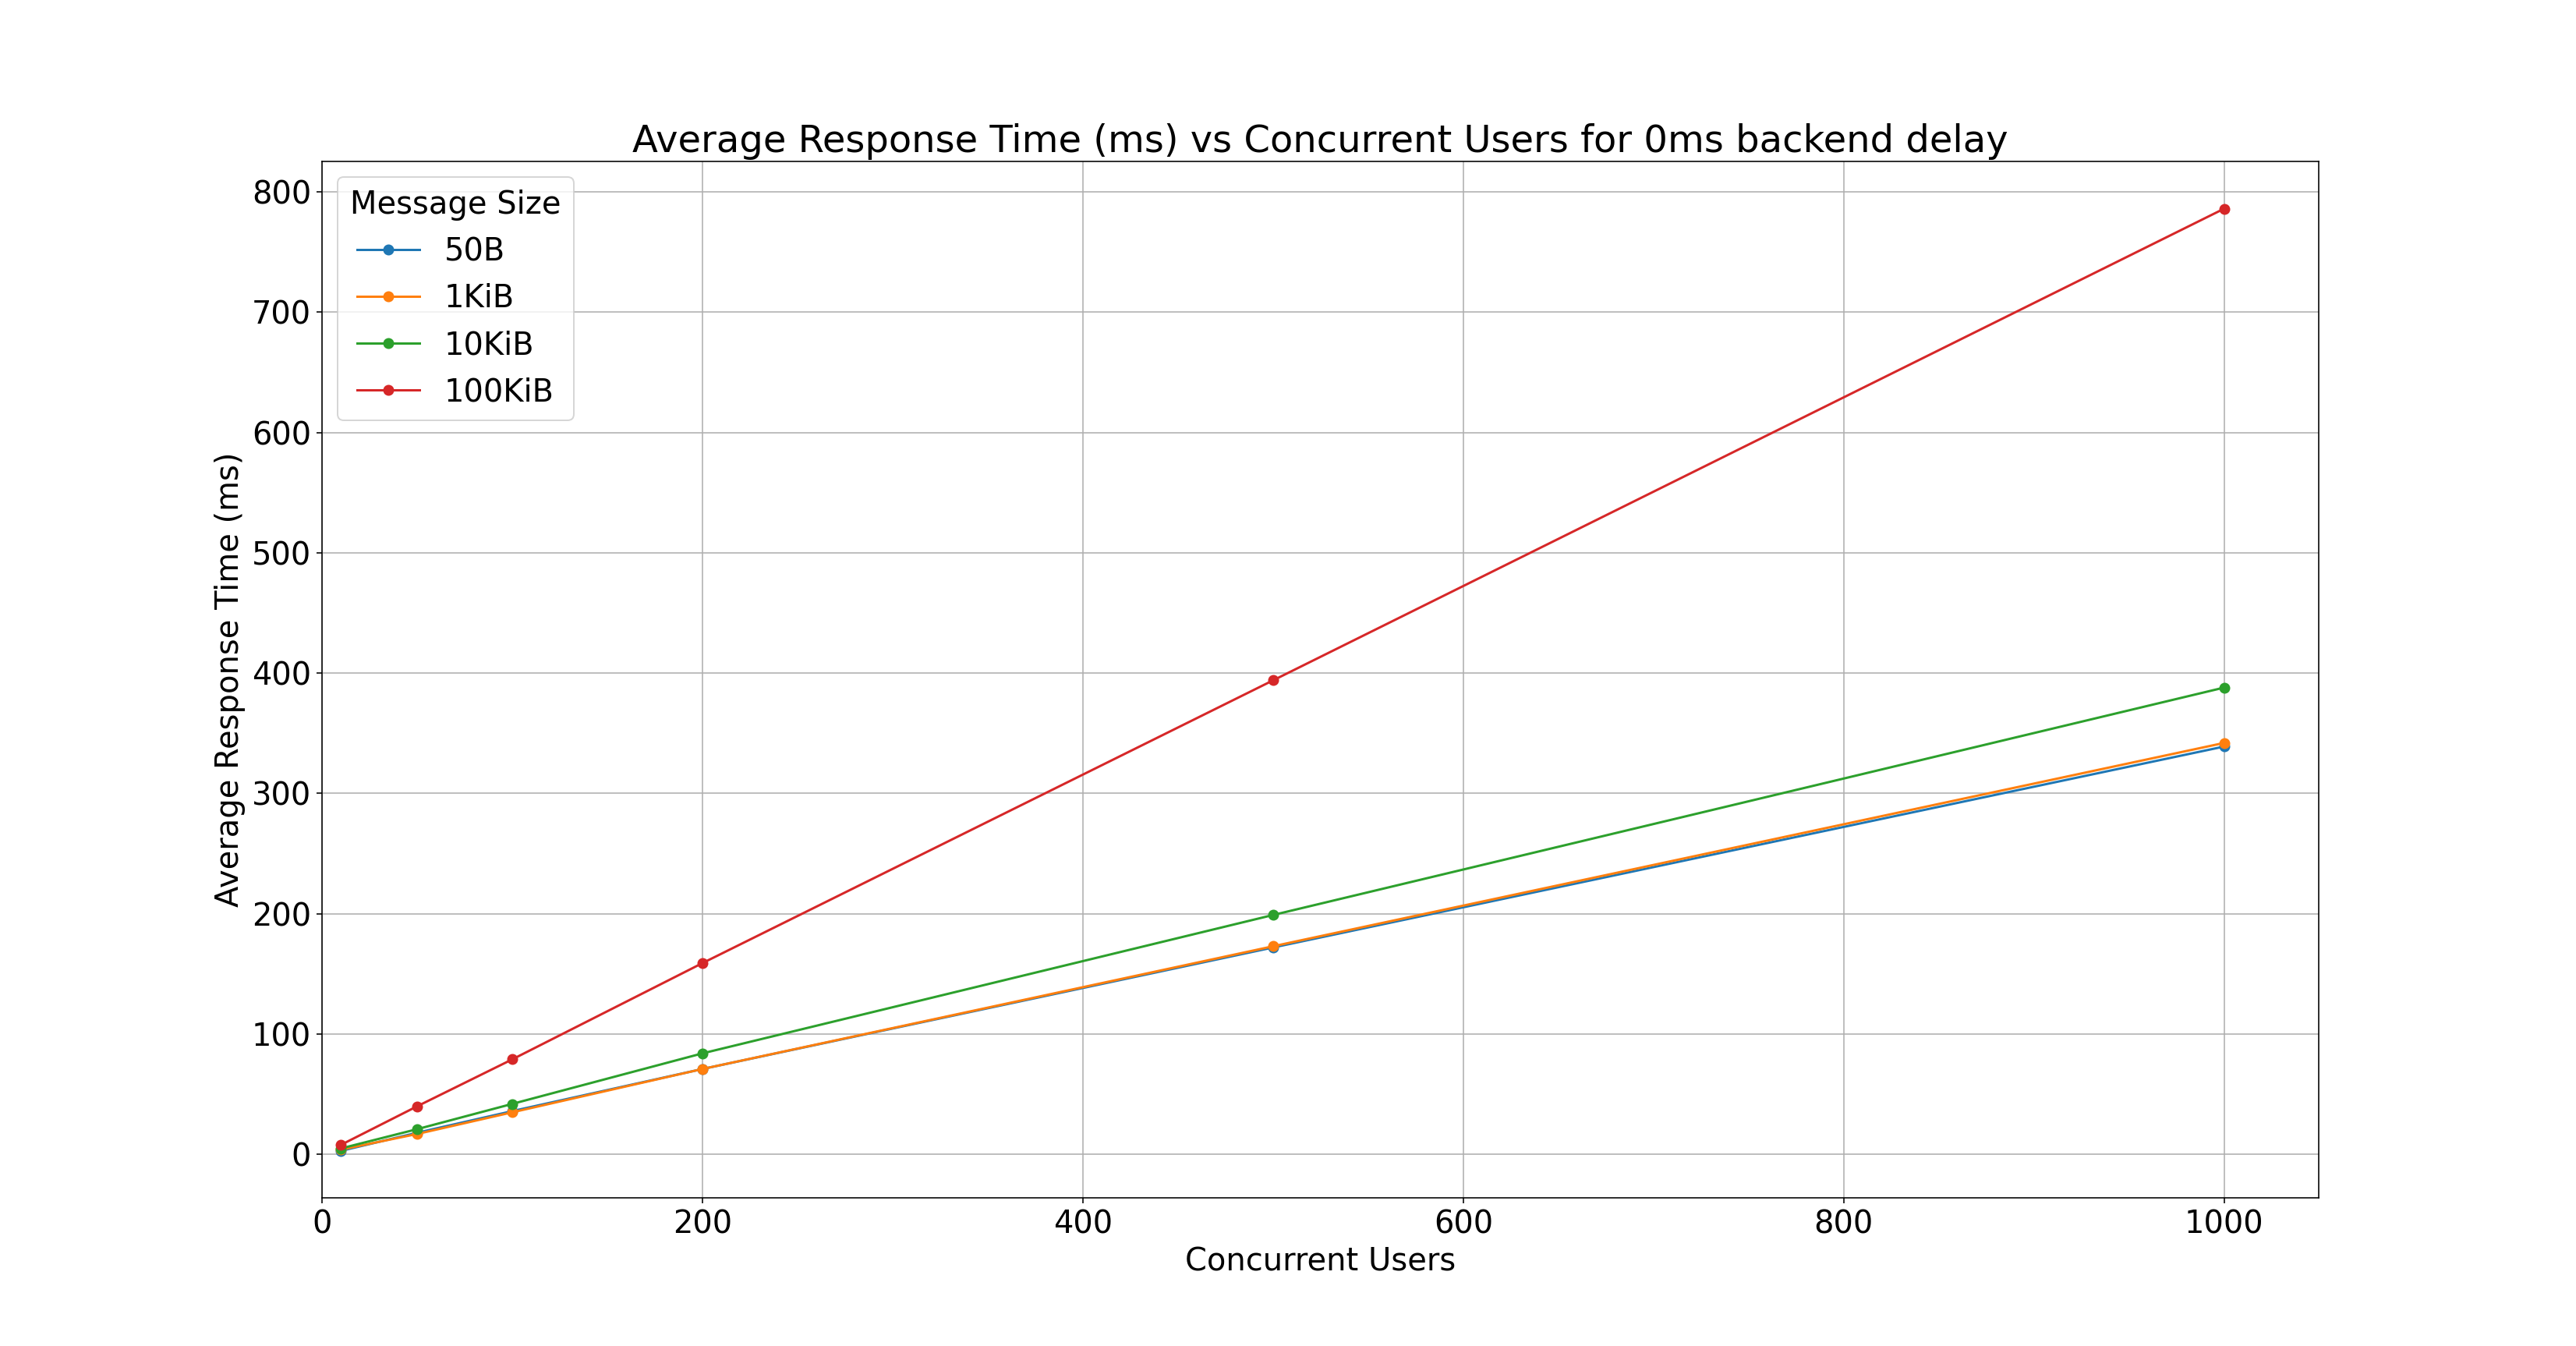 Average Response Time (ms) vs Concurrent Users for 0ms backend delay
Message Size
50B
1KiB
10KiB
100KiB
Average Response Time (ms)
800
700
600
500
400
300
200
100
0
0 200 400 600 800 1000
Concurrent Users